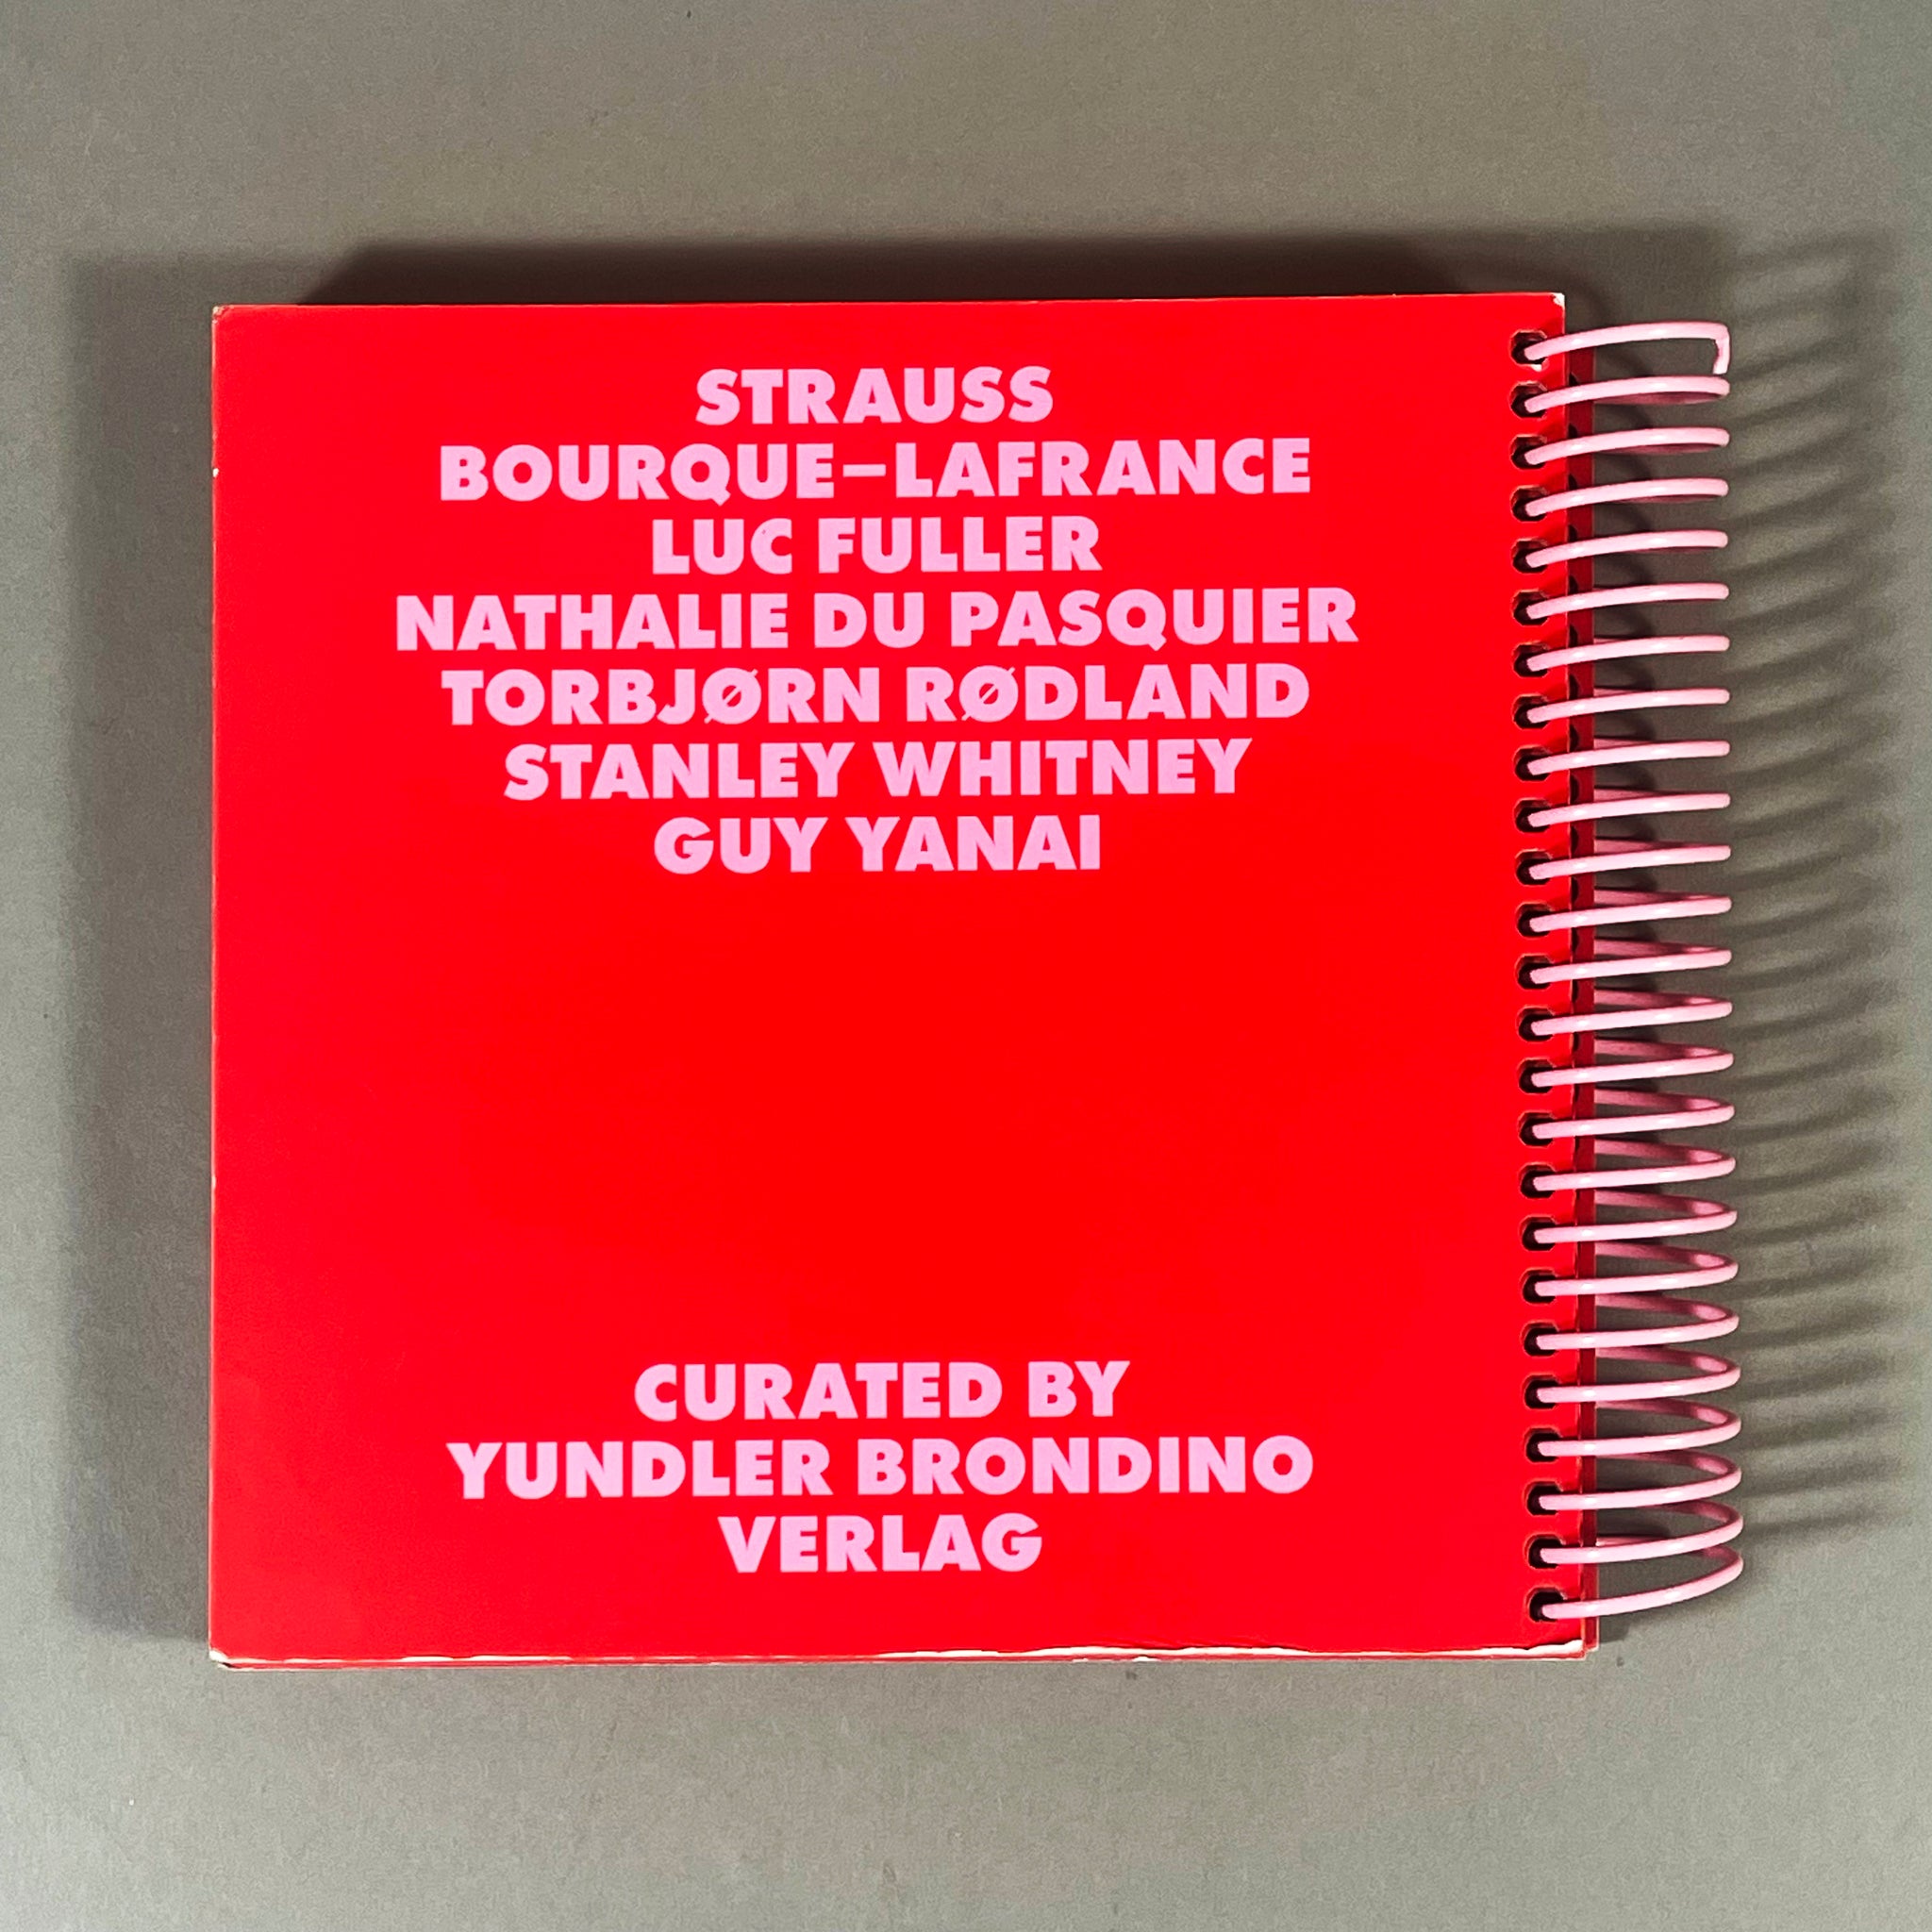 STRAUSS
BOURQUE–LAFRANCE
LUC FULLER
NATHALIE DU PASQUIER
TORBJØRN RØDLAND
STANLEY WHITNEY
GUY YANAI
CURATED BY
YUNDLER BRONDINO
VERLAG